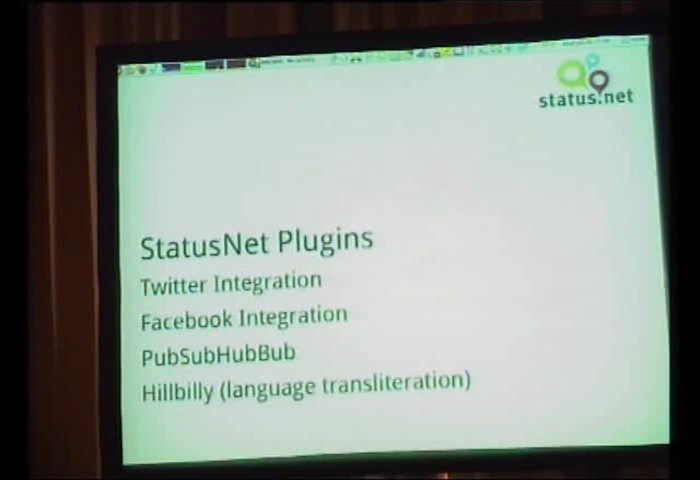 status.net
StatusNet Plugins
Twitter Integration
Facebook Integration
PubSubHubBub
Hillbilly (language transliteration)